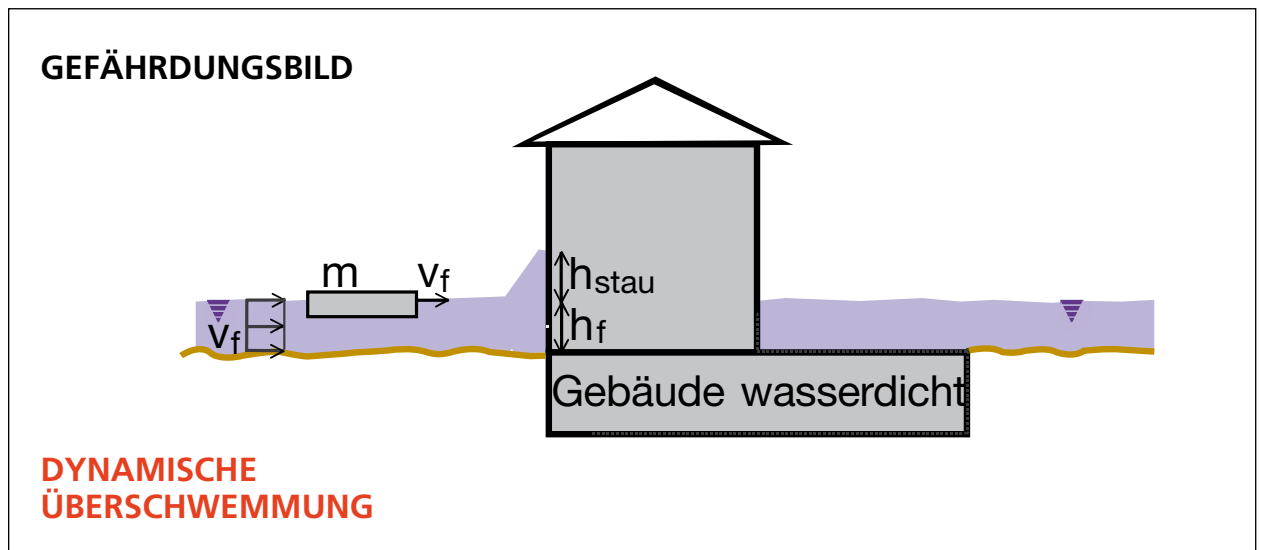 GEFÄHRDUNGSBILD
m
vf
hstau
vf
hf
Gebäude wasserdicht
DYNAMISCHE
ÜBERSCHWEMMUNG